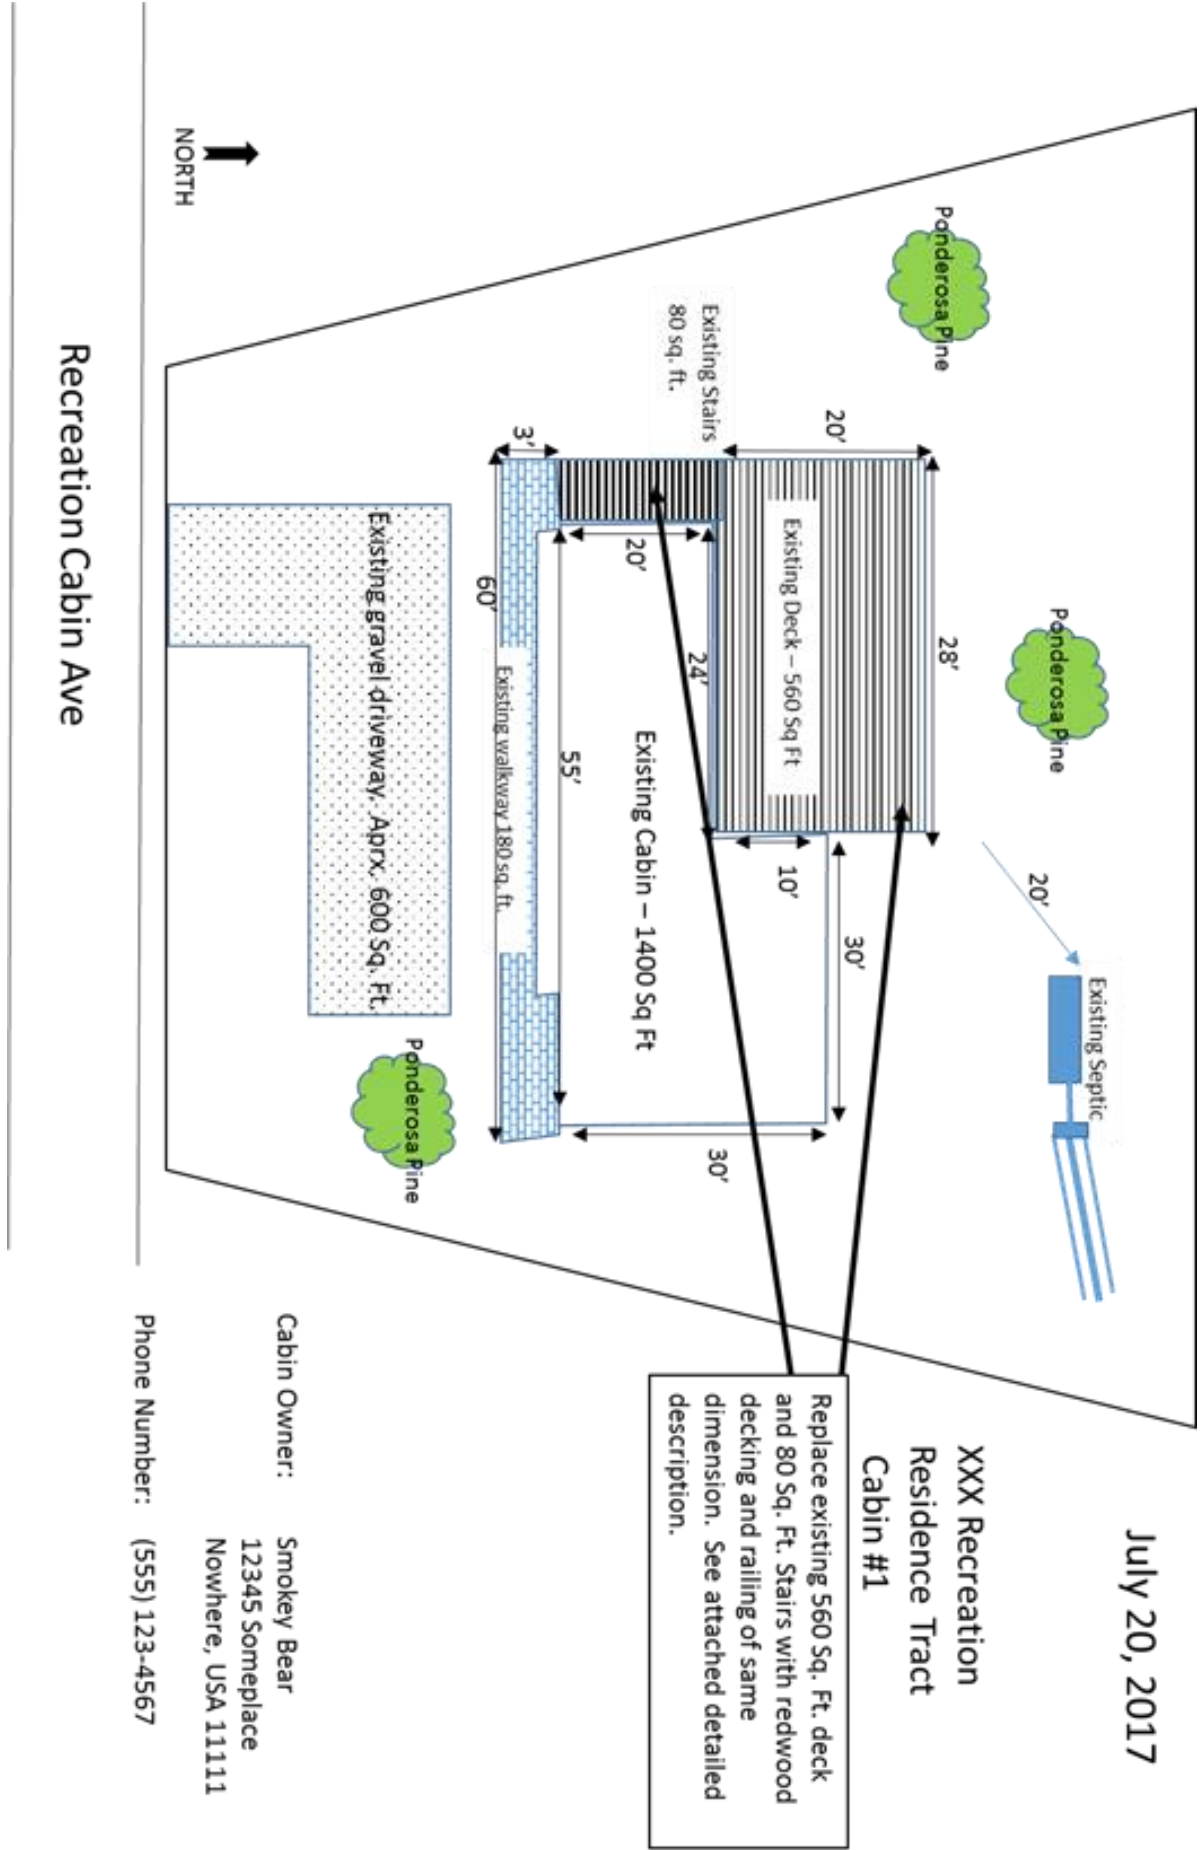 July 20, 2017
XXX Recreation
Residence Tract
Cabin #1
Replace existing 560 Sq. Ft. deck
and 80 Sq. Ft. Stairs with redwood
decking and railing of same
dimension. See attached detailed
description.
Ponderosa Pine
Ponderosa Pine
20’
Existing Septic
28’
20’
Existing Deck – 560 Sq Ft
10’
30’
Existing Stairs
80 sq. ft.
24’
20’
Existing Cabin – 1400 Sq Ft
30’
55’
3’
60’
Existing walkway 180 sq. ft.
Existing gravel driveway, Aprx. 600 Sq. Ft.
Ponderosa Pine
NORTH
Recreation Cabin Ave
Cabin Owner: Smokey Bear
12345 Someplace
Nowhere, USA 11111
Phone Number: (555) 123-4567